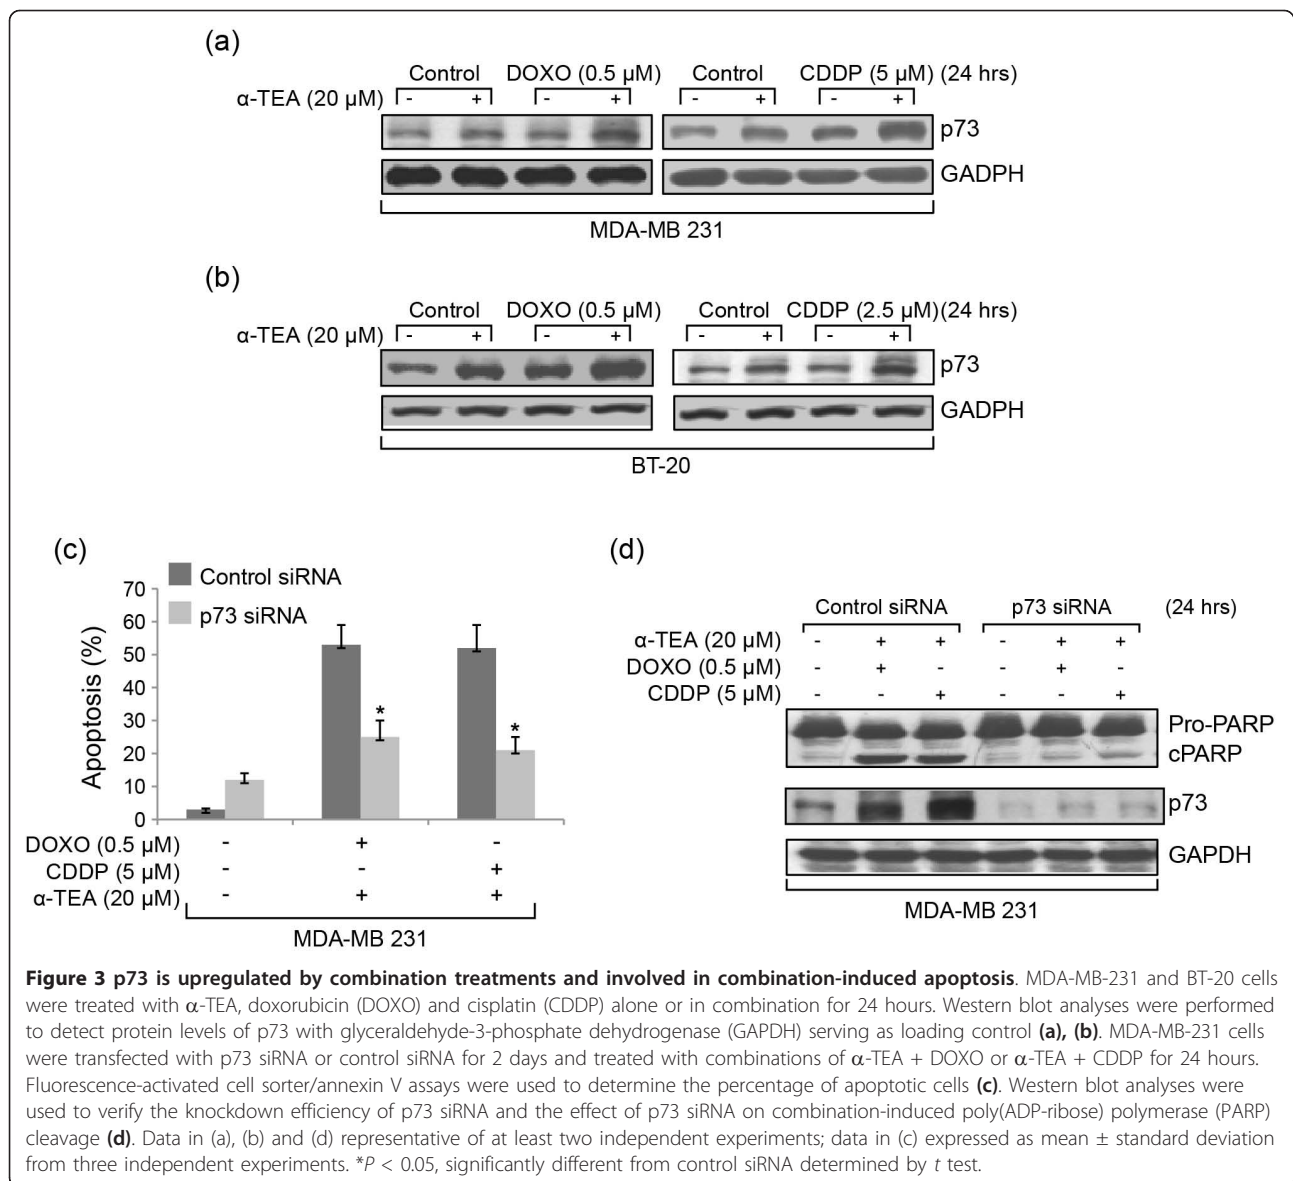 (a)
Control DOXO (0.5 µM) Control CDDP (5 µM) (24 hrs)
α-TEA (20 µM) - + - + - + - +
p73
GADPH
MDA-MB 231
(b)
Control DOXO (0.5 µM) Control CDDP (2.5 µM)(24 hrs)
α-TEA (20 µM) - + - + - + - +
p73
GADPH
BT-20
(c)
Control siRNA
p73 siRNA
Apoptosis (%)
70
60
50
40
30
20
10
0
* *
DOXO (0.5 µM) - + -
CDDP (5 µM) - - +
α-TEA (20 µM) - + +
MDA-MB 231
(d)
Control siRNA p73 siRNA (24 hrs)
α-TEA (20 µM) - + + - + +
DOXO (0.5 µM) - + - - + -
CDDP (5 µM) - - + - - +
Pro-PARP
cPARP
p73
GAPDH
MDA-MB 231
Figure 3 p73 is upregulated by combination treatments and involved in combination-induced apoptosis. MDA-MB-231 and BT-20 cells
were treated with α-TEA, doxorubicin (DOXO) and cisplatin (CDDP) alone or in combination for 24 hours. Western blot analyses were performed
to detect protein levels of p73 with glyceraldehyde-3-phosphate dehydrogenase (GAPDH) serving as loading control (a), (b). MDA-MB-231 cells
were transfected with p73 siRNA or control siRNA for 2 days and treated with combinations of α-TEA + DOXO or α-TEA + CDDP for 24 hours.
Fluorescence-activated cell sorter/annexin V assays were used to determine the percentage of apoptotic cells (c). Western blot analyses were
used to verify the knockdown efficiency of p73 siRNA and the effect of p73 siRNA on combination-induced poly(ADP-ribose) polymerase (PARP)
cleavage (d). Data in (a), (b) and (d) representative of at least two independent experiments; data in (c) expressed as mean ± standard deviation
from three independent experiments. *P < 0.05, significantly different from control siRNA determined by t test.